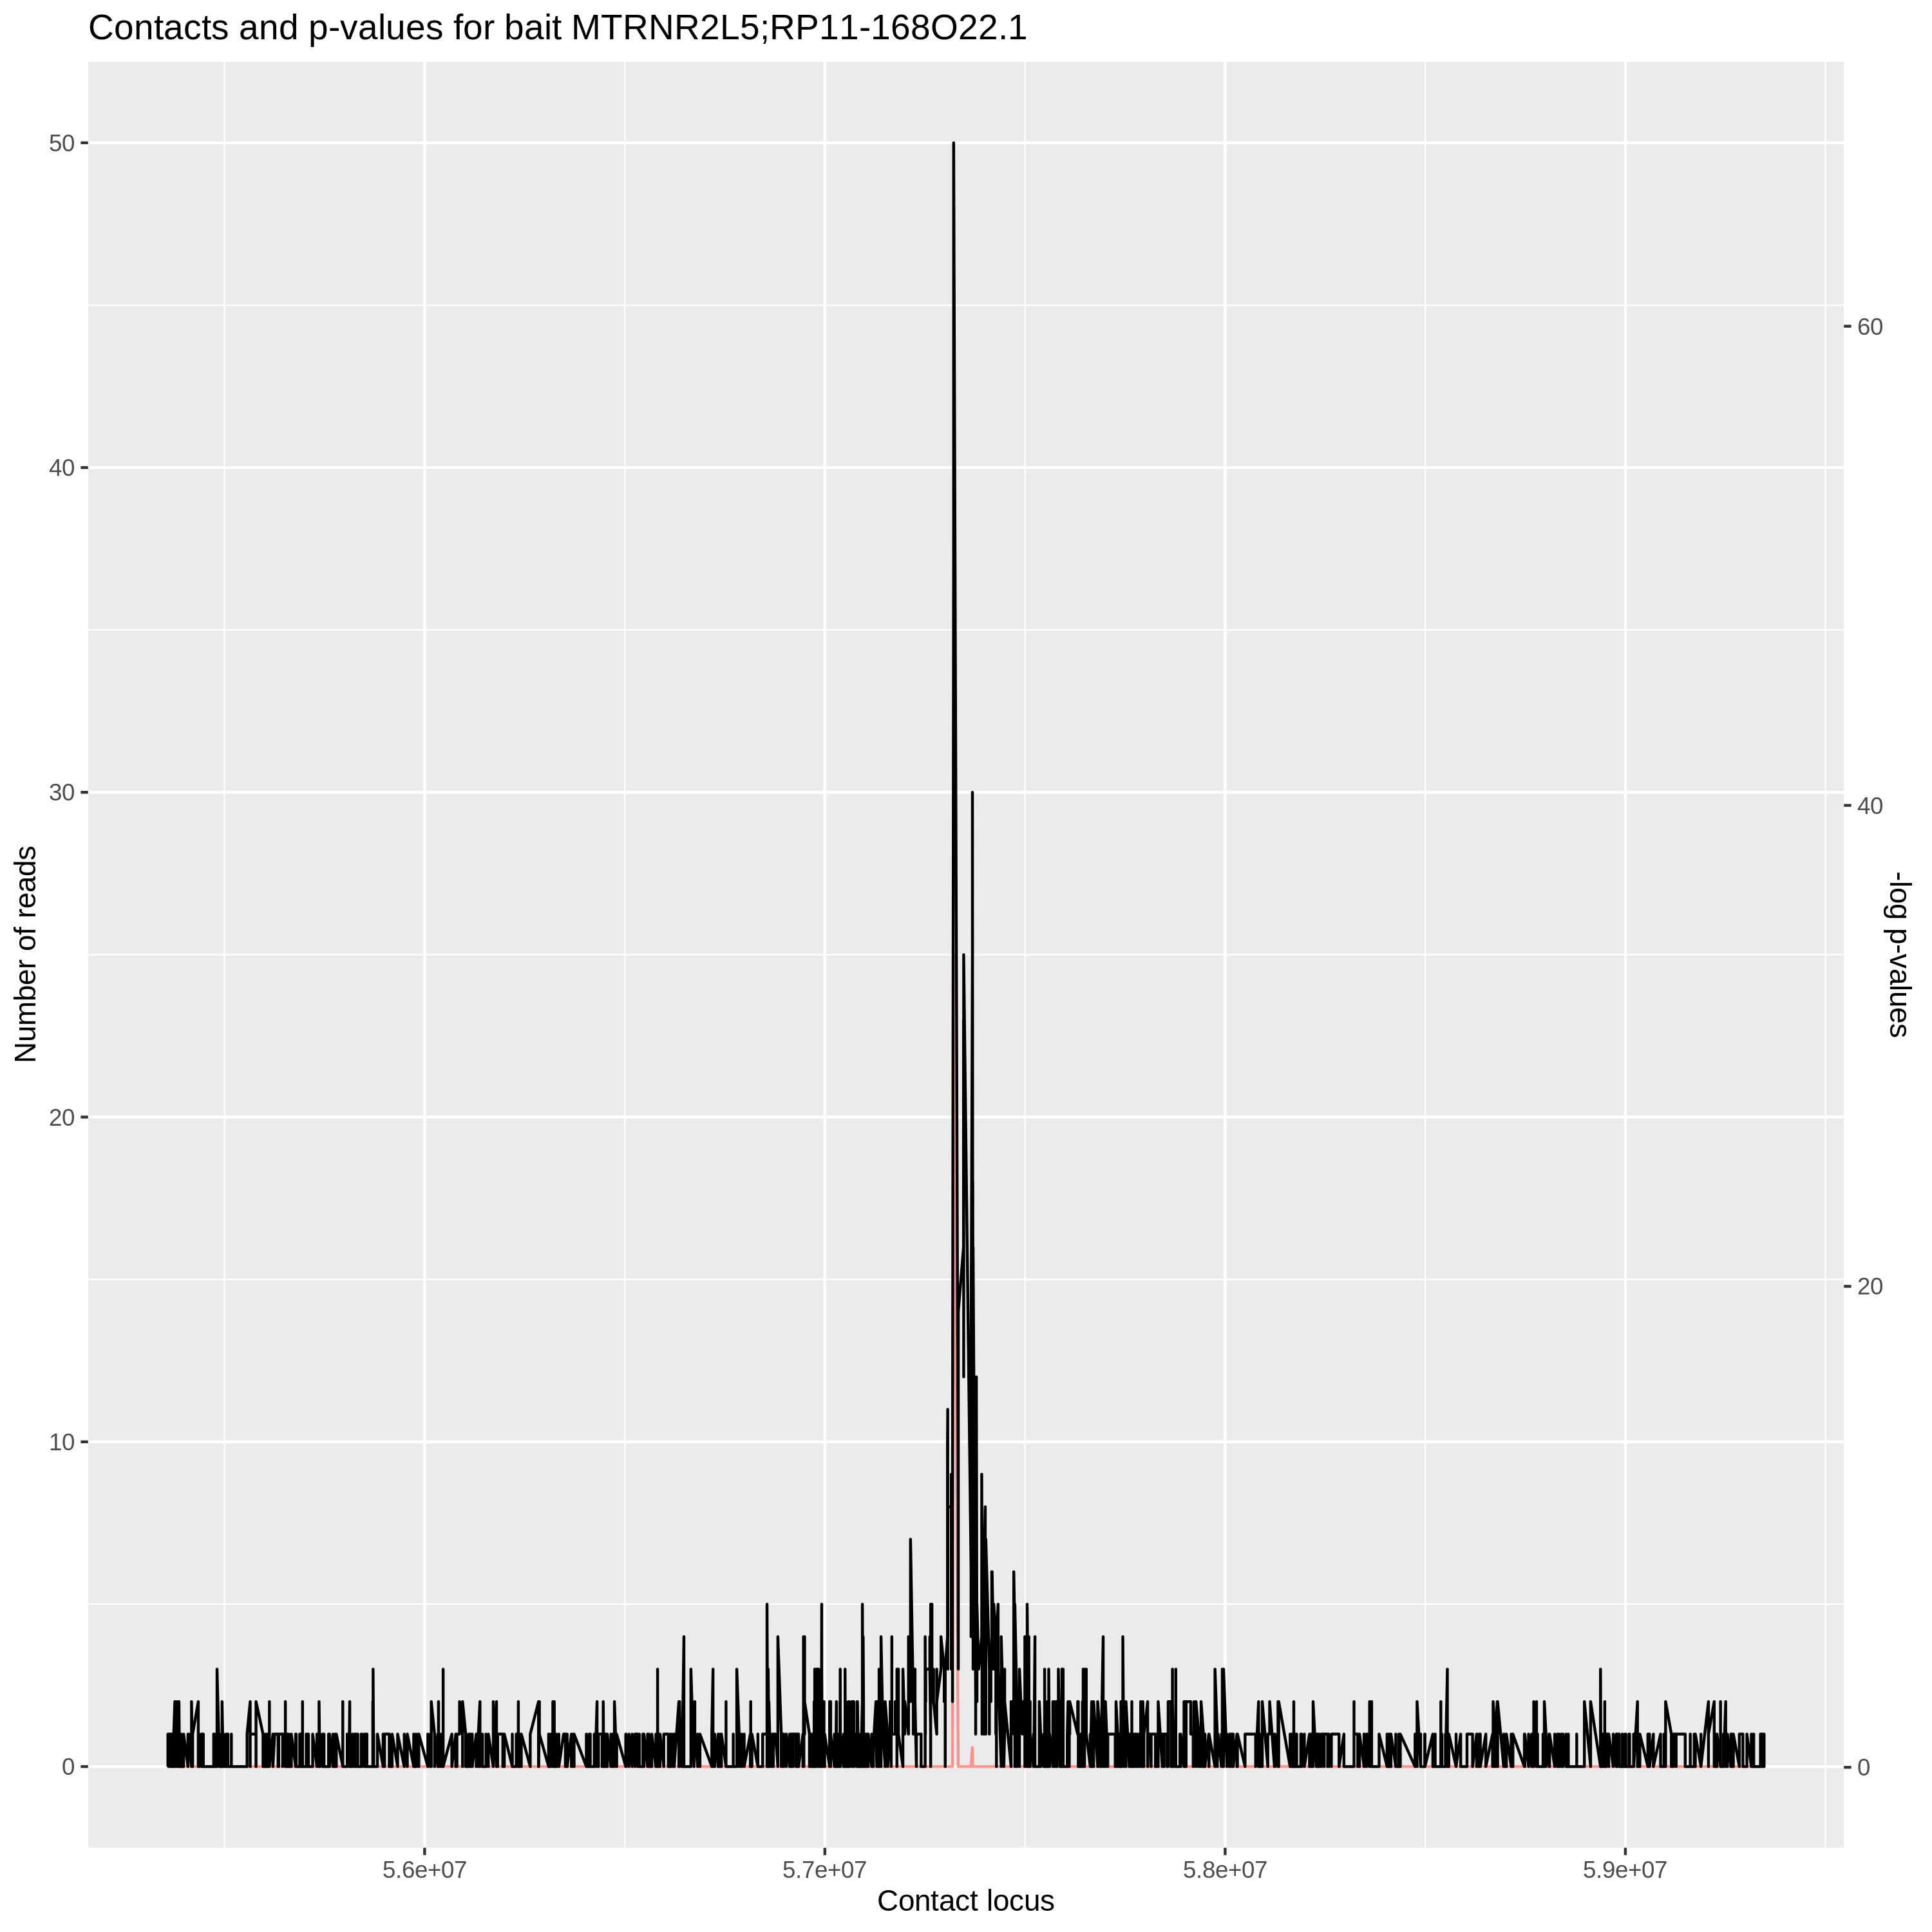 Contacts and p-values for bait MTRNR2L5;RP11-168O22.1
50
40
30
20
10
0
Number of reads
60
40
20
0
-log p-values
5.6e+07
5.7e+07
5.8e+07
5.9e+07
Contact locus